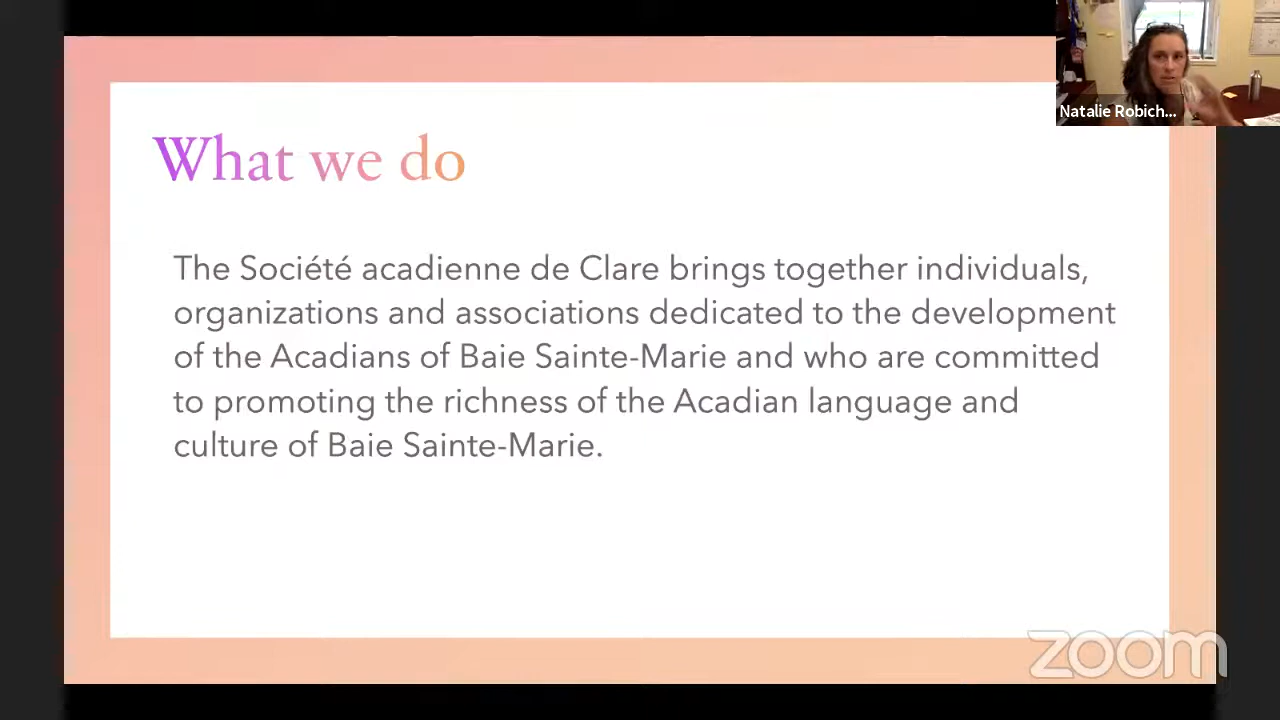 Natalie Robich...
What we do
The Société acadienne de Clare brings together individuals,
organizations and associations dedicated to the development
of the Acadians of Baie Sainte-Marie and who are committed
to promoting the richness of the Acadian language and
culture of Baie Sainte-Marie.
zoom